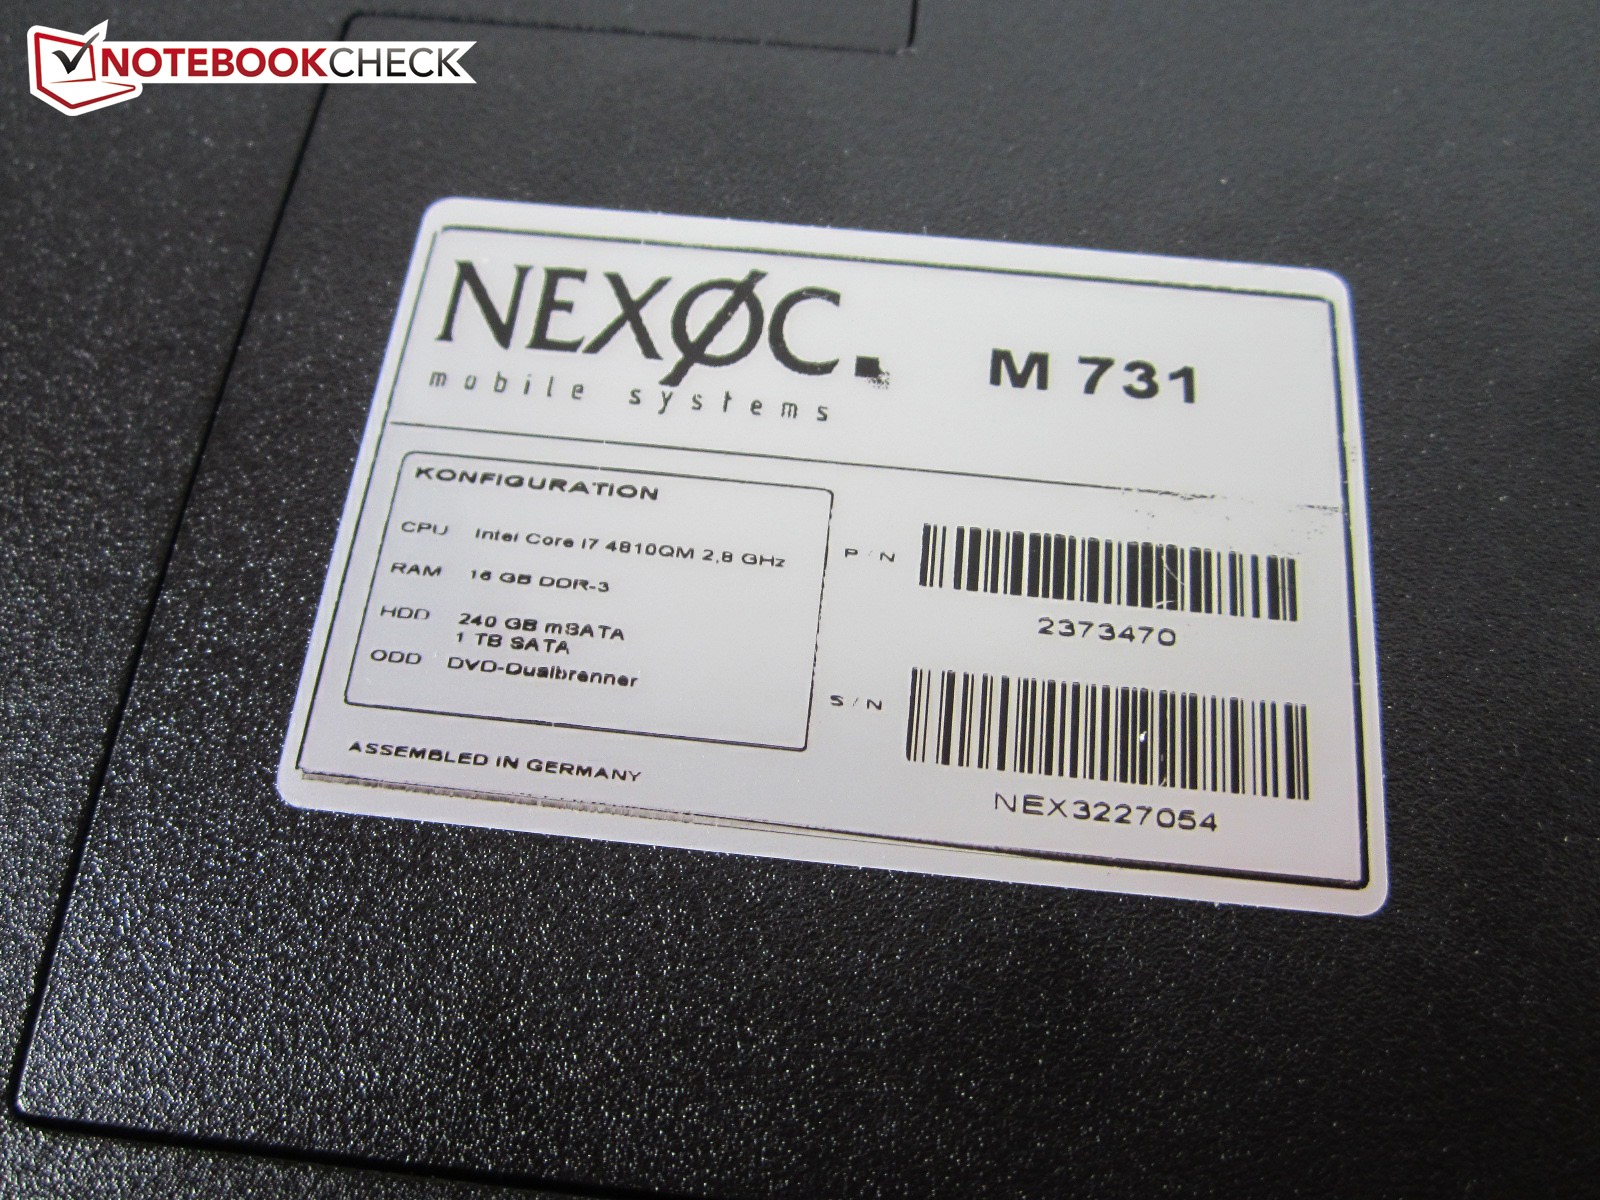 NOTEBOOKCHECK
NEXØC.
mobile systems
M 731
KONFIGURATION
CPU Intel Core i7 4810QM 2,8 GHz
RAM 16 GB DDR-3
HDD 240 GB mSATA
1 TB SATA
ODD DVD-Dualbrenner
ASSEMBLED IN GERMANY
P/N
2373470
S/N
NEX3227054